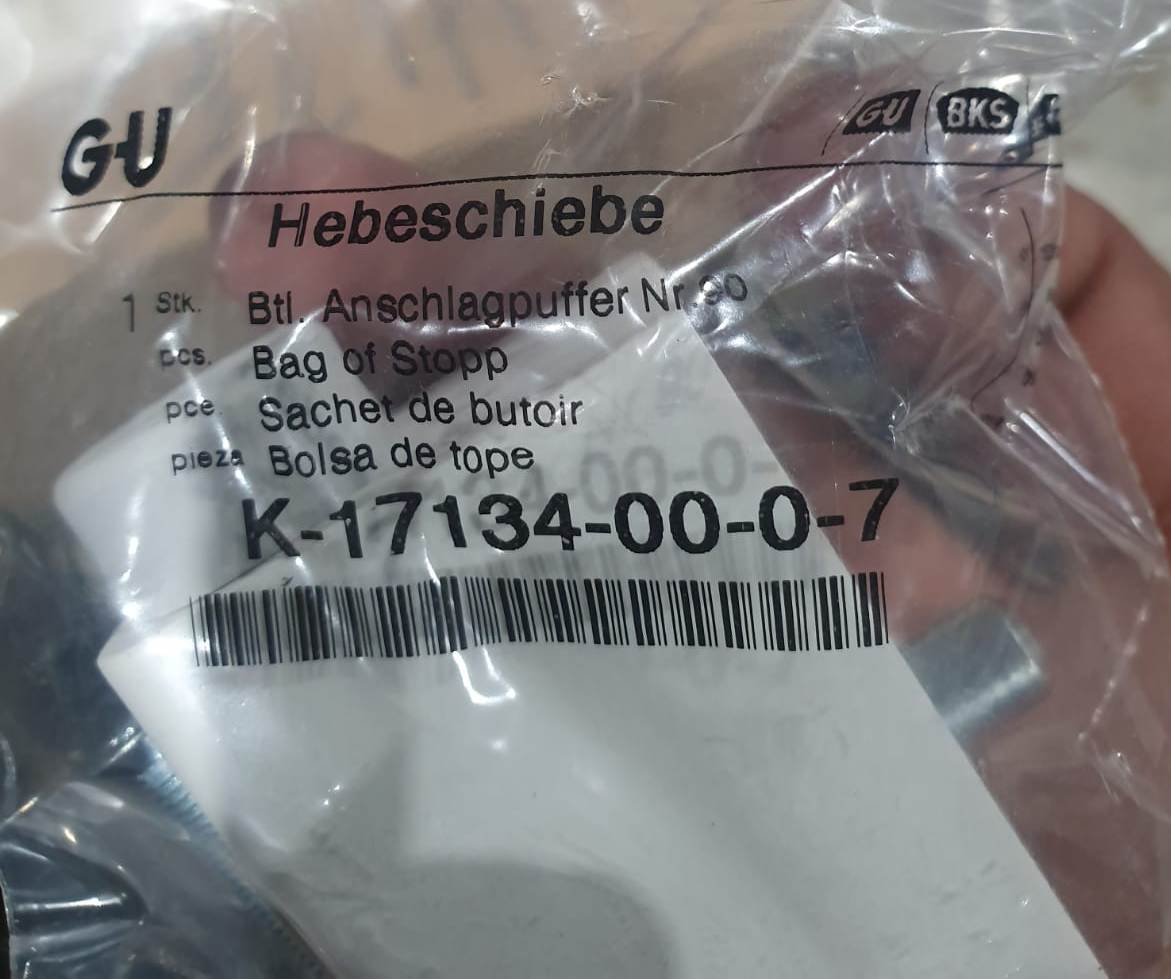 GU
GU BKS
Hebeschiebe
1 Stk. Btl. Anschlagpuffer Nr.90
pcs. Bag of Stopp
pce. Sachet de butoir
pieza Bolsa de tope
K-17134-00-0-7